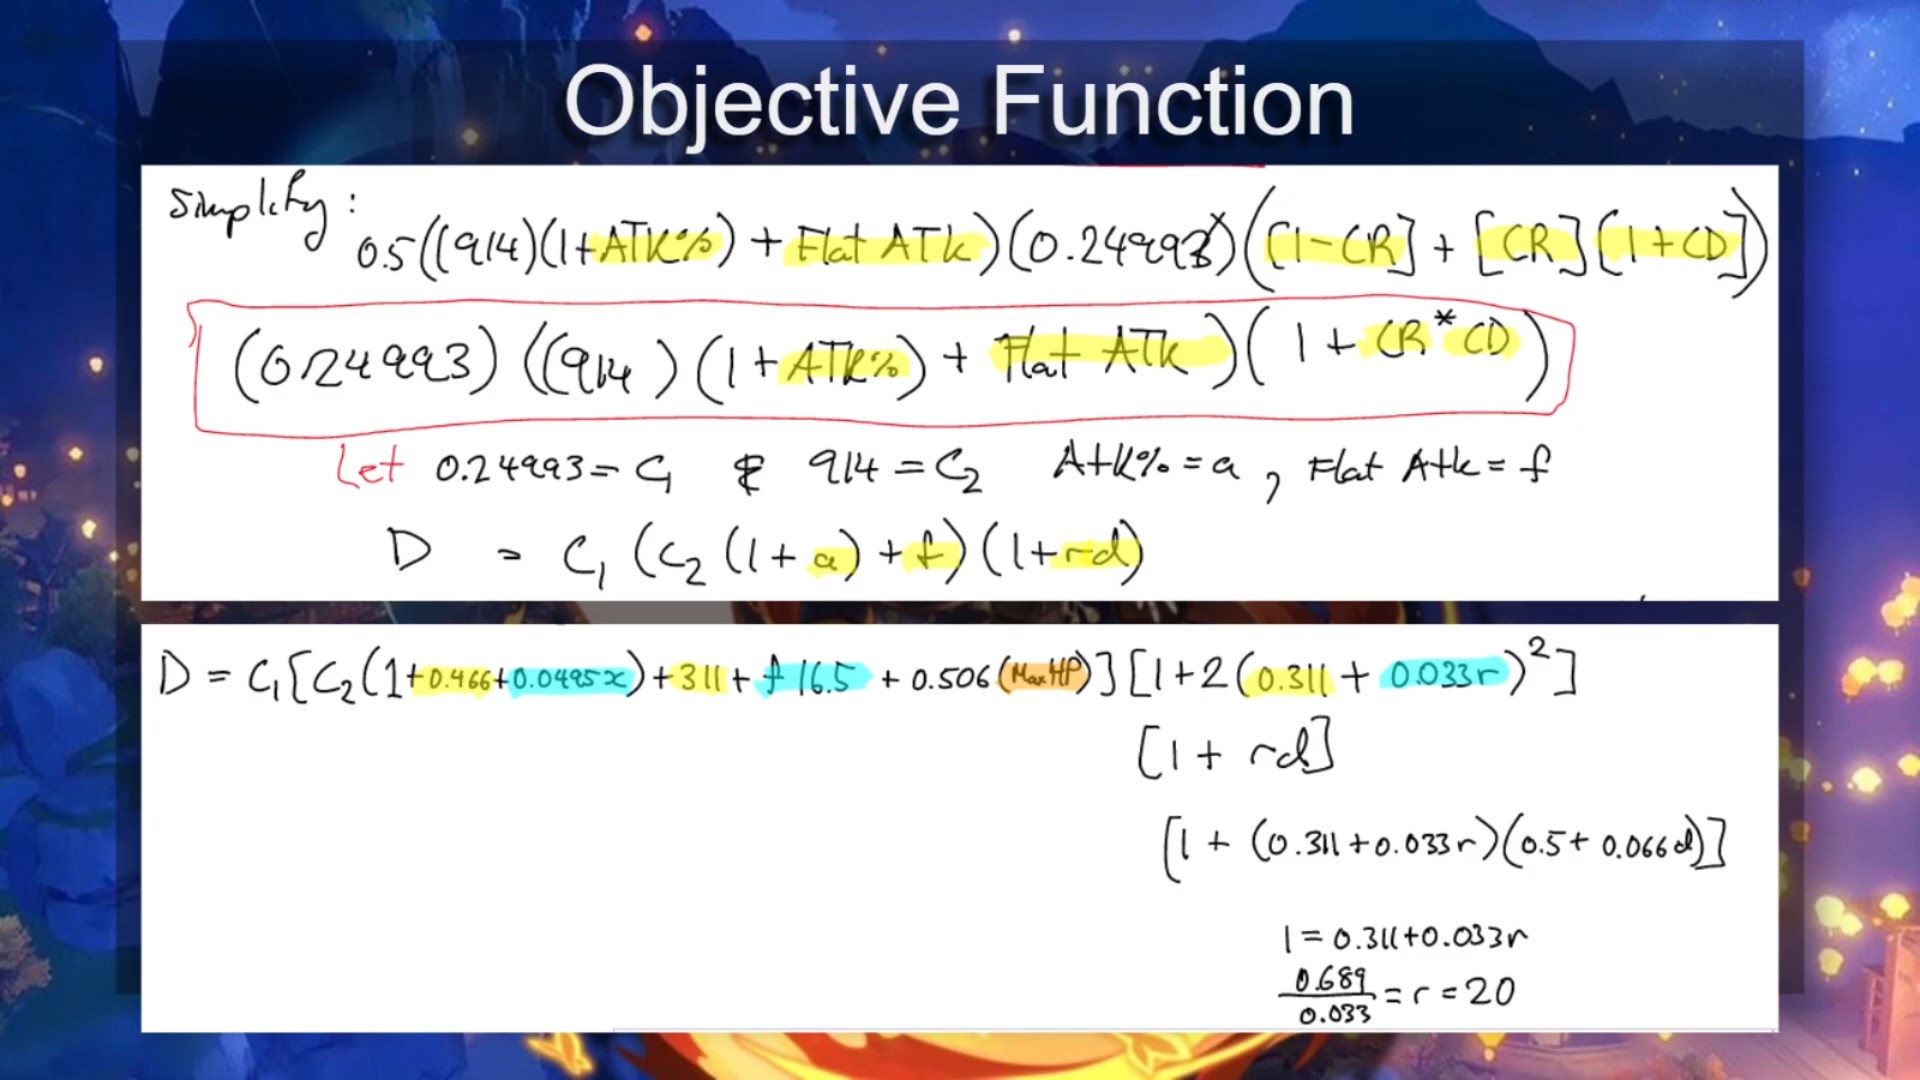 Objective Function
Simplify:
0.5((914)(1+ATK%) + Flat ATK)(0.24993)([1-CR] + [CR][1+CD])
(0.24993)((914)(1+ATK%) + Flat ATK)(1 + CR*CD)
Let 0.24993 = C₁ & 914 = C₂ Atk% = a, Flat Atk = f
D = C₁(C₂(1+a)+f)(1+rd)
D = C₁[C₂(1+0.466+0.0495x)+311+f16.5 + 0.506(Max HP)][1+2(0.311+0.033r)²]
[1 + rd]
[1 + (0.311+0.033r)(0.5+0.066d)]
1 = 0.311+0.033r
0.689/0.033 = r = 20